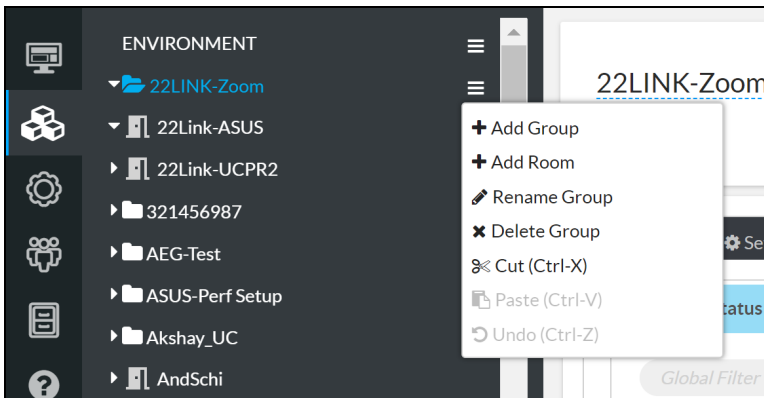 ENVIRONMENT
22LINK-Zoom
22Link-ASUS
22Link-UCPR2
321456987
AEG-Test
ASUS-Perf Setup
Akshay_UC
AndSchi
Add Group
Add Room
Rename Group
Delete Group
Cut (Ctrl-X)
Paste (Ctrl-V)
Undo (Ctrl-Z)
22LINK-Zoom
Global Filter